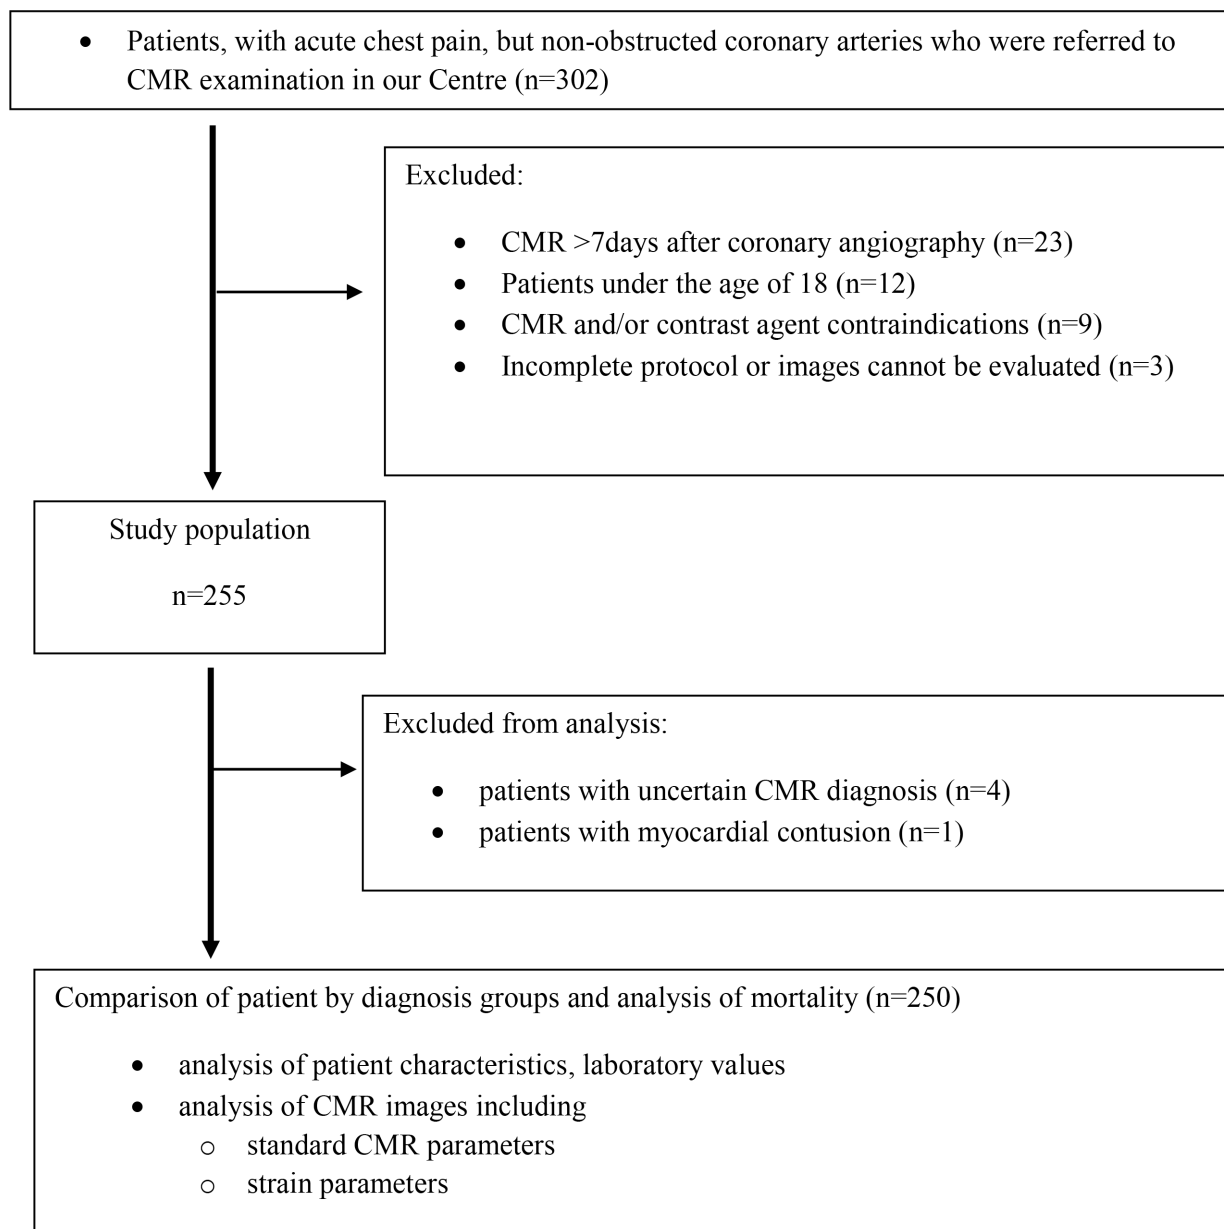 • Patients, with acute chest pain, but non-obstructed coronary arteries who were referred to
CMR examination in our Centre (n=302)
Excluded:
• CMR >7days after coronary angiography (n=23)
• Patients under the age of 18 (n=12)
• CMR and/or contrast agent contraindications (n=9)
• Incomplete protocol or images cannot be evaluated (n=3)
Study population
n=255
Excluded from analysis:
• patients with uncertain CMR diagnosis (n=4)
• patients with myocardial contusion (n=1)
Comparison of patient by diagnosis groups and analysis of mortality (n=250)
• analysis of patient characteristics, laboratory values
• analysis of CMR images including
o standard CMR parameters
o strain parameters